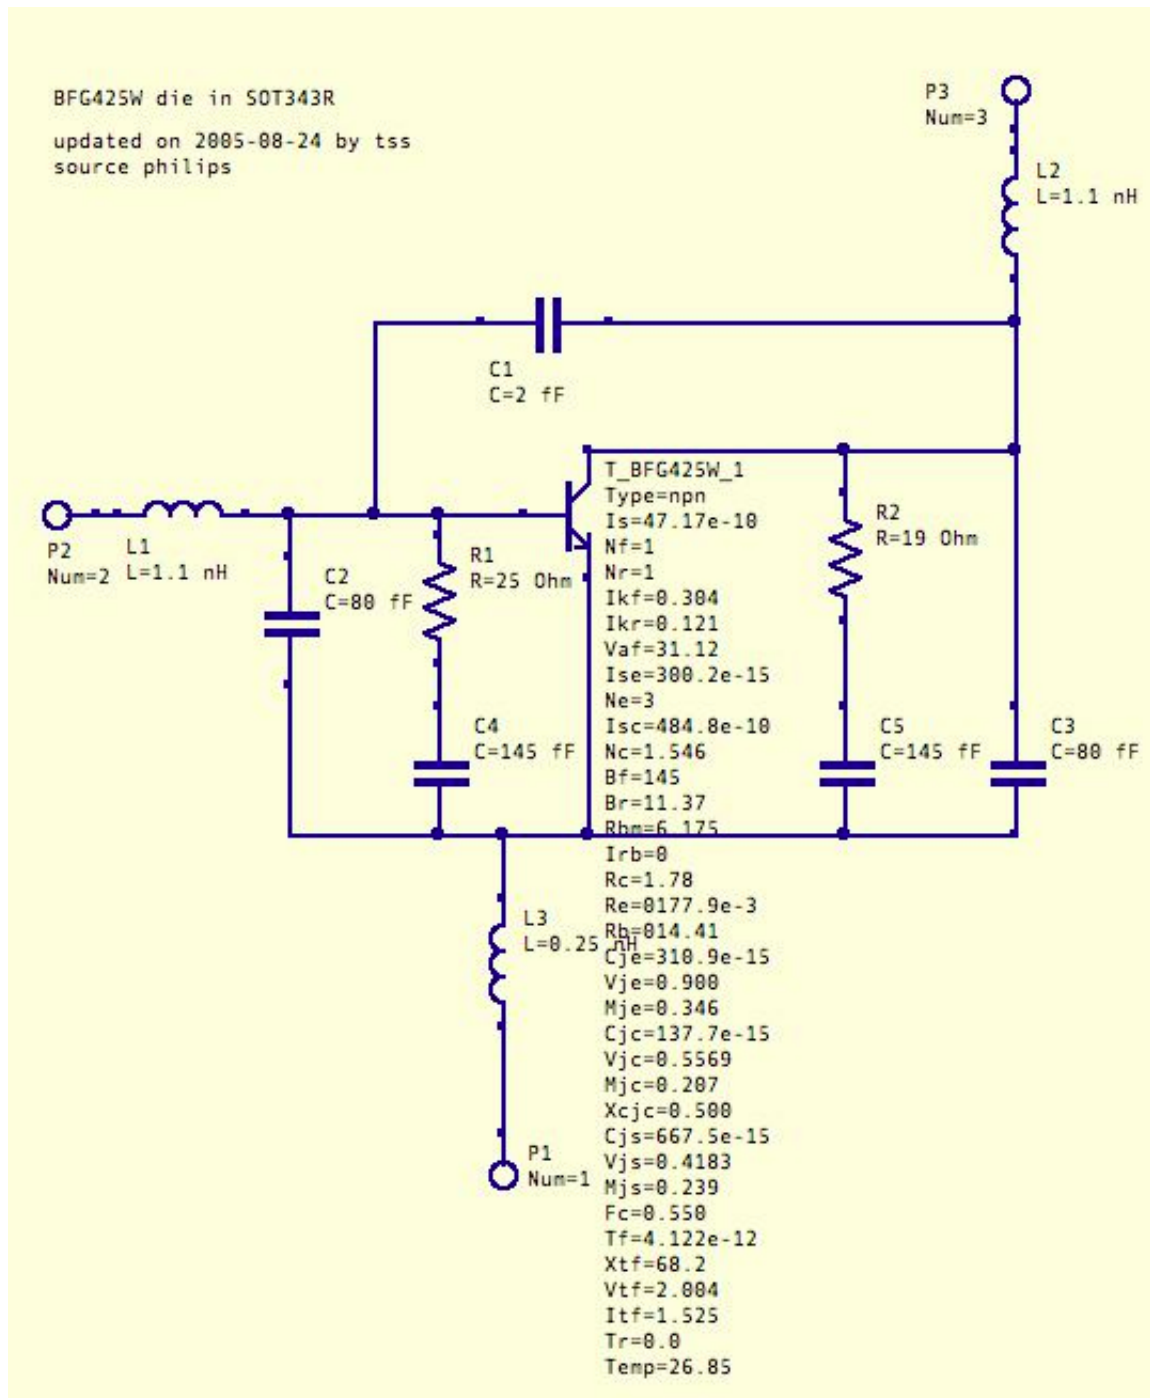 BFG425W die in SOT343R
updated on 2005-08-24 by tss
source philips
P3
Num=3
L2
L=1.1 nH
C1
C=2 fF
P2
Num=2
L1
L=1.1 nH
C2
C=80 fF
R1
R=25 Ohm
C4
C=145 fF
T_BFG425W_1
Type=npn
Is=47.17e-18
Nf=1
Nr=1
Ikf=0.304
Ikr=0.121
Vaf=31.12
Ise=300.2e-15
Ne=3
Isc=484.8e-18
Nc=1.546
Bf=145
Br=11.37
Rbm=6.175
Irb=0
Rc=1.78
Re=0177.9e-3
Rb=014.41
Cje=310.9e-15
Vje=0.900
Mje=0.346
Cjc=137.7e-15
Vjc=0.5569
Mjc=0.207
Xcjc=0.500
Cjs=667.5e-15
Vjs=0.4183
Mjs=0.239
Fc=0.550
Tf=4.122e-12
Xtf=68.2
Vtf=2.004
Itf=1.525
Tr=0.0
Temp=26.85
R2
R=19 Ohm
C5
C=145 fF
C3
C=80 fF
L3
L=0.25 nH
P1
Num=1